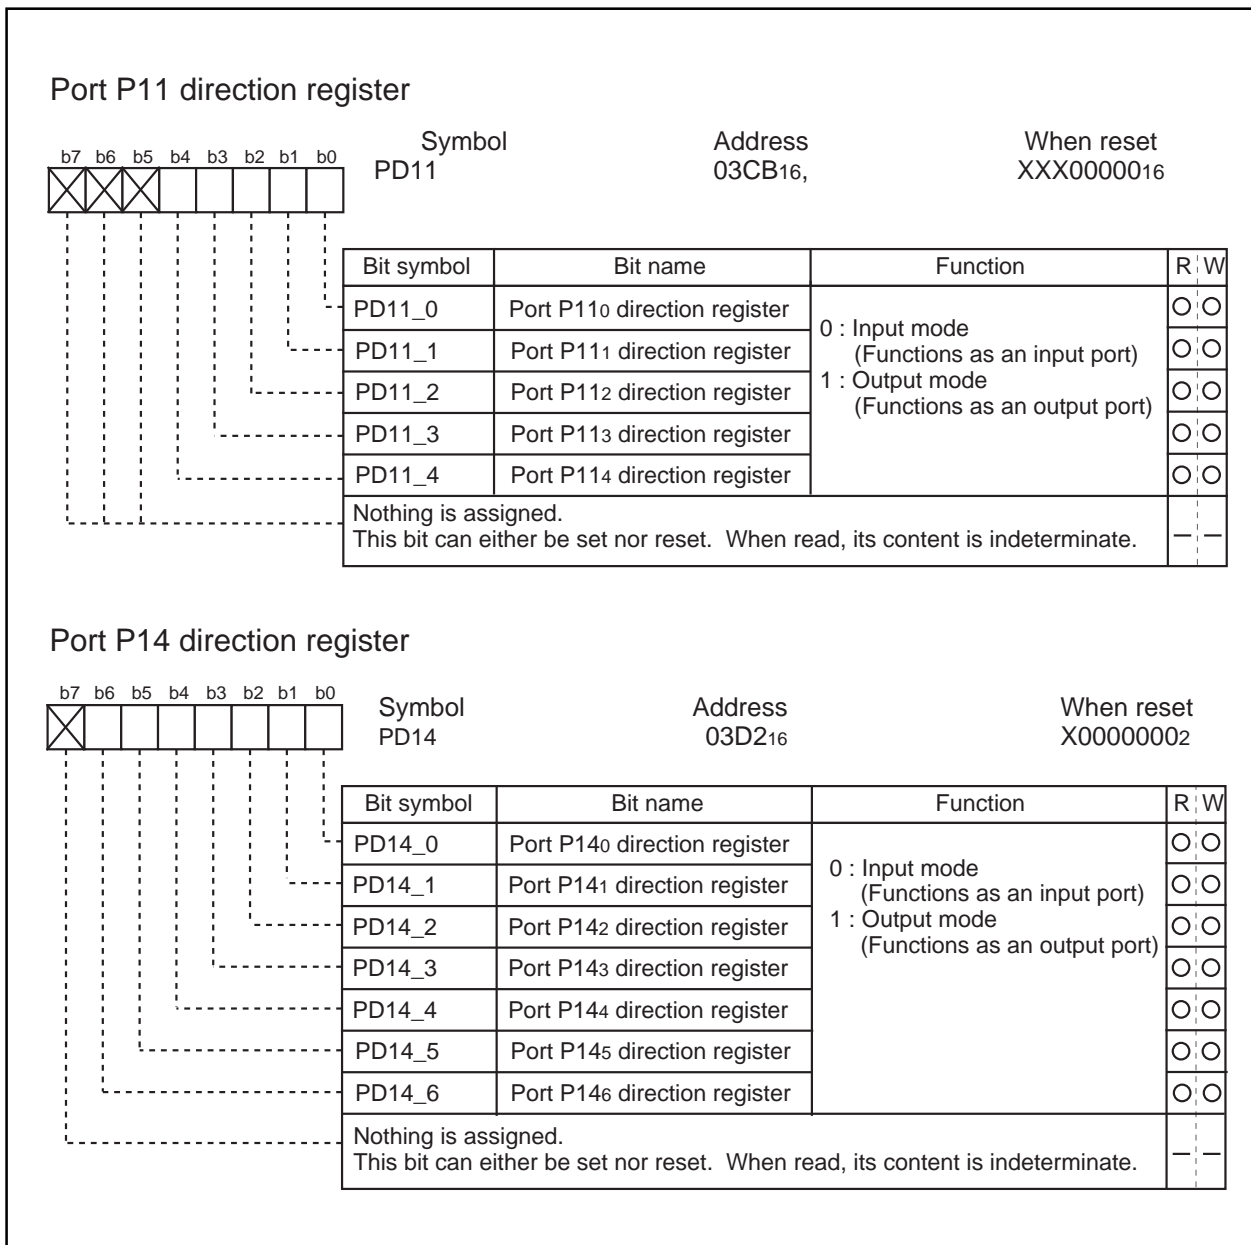 Port P11 direction register
Symbol Address When reset
b7 b6 b5 b4 b3 b2 b1 b0 PD11 03CB16, XXX0000016
Bit symbol Bit name Function R W
PD11_0 Port P110 direction register
0 : Input mode
PD11_1 Port P111 direction register (Functions as an input port)
1 : Output mode
PD11_2 Port P112 direction register
(Functions as an output port)
PD11_3 Port P113 direction register
PD11_4 Port P114 direction register
Nothing is assigned.
This bit can either be set nor reset. When read, its content is indeterminate.
Port P14 direction register
b7 b6 b5 b4 b3 b2 b1 b0
Symbol Address When reset
PD14 03D216 X00000002
Bit symbol Bit name Function R W
PD14_0 Port P140 direction register
0 : Input mode
PD14_1 Port P141 direction register (Functions as an input port)
PD14_2 Port P142 direction register 1 : Output mode
(Functions as an output port)
PD14_3 Port P143 direction register
PD14_4 Port P144 direction register
PD14_5 Port P145 direction register
PD14_6 Port P146 direction register
Nothing is assigned.
This bit can either be set nor reset. When read, its content is indeterminate.